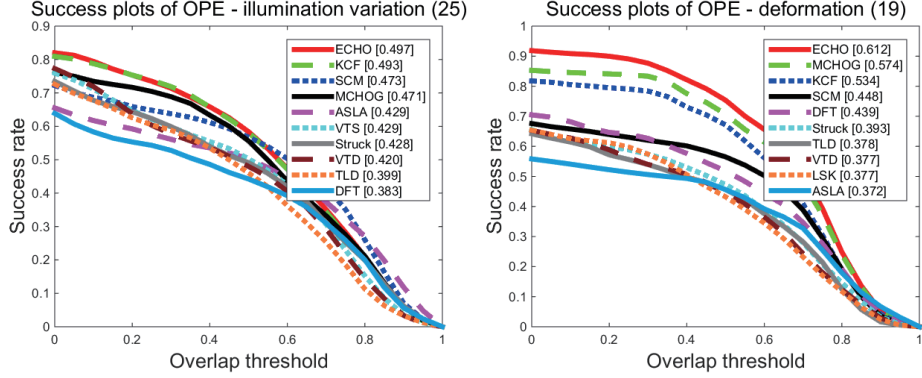 Success plots of OPE - illumination variation (25)
Success rate
0.9
0.8
0.7
0.6
0.5
0.4
0.3
0.2
0.1
0
ECHO [0.497]
KCF [0.493]
SCM [0.473]
MCHOG [0.471]
ASLA [0.429]
VTS [0.429]
Struck [0.428]
VTD [0.420]
TLD [0.399]
DFT [0.383]
0 0.2 0.4 0.6 0.8 1
Overlap threshold
Success plots of OPE - deformation (19)
Success rate
1
0.9
0.8
0.7
0.6
0.5
0.4
0.3
0.2
0.1
0
ECHO [0.612]
MCHOG [0.574]
KCF [0.534]
SCM [0.448]
DFT [0.439]
Struck [0.393]
TLD [0.378]
VTD [0.377]
LSK [0.377]
ASLA [0.372]
0 0.2 0.4 0.6 0.8 1
Overlap threshold